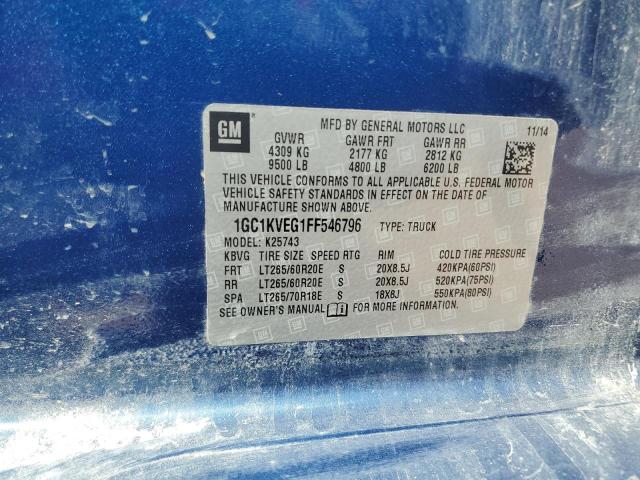 GM
MFD BY GENERAL MOTORS LLC 11/14
GVWR GAWR FRT GAWR RR
4309 KG 2177 KG 2812 KG
9500 LB 4800 LB 6200 LB
THIS VEHICLE CONFORMS TO ALL APPLICABLE U.S. FEDERAL MOTOR
VEHICLE SAFETY STANDARDS IN EFFECT ON THE DATE OF
MANUFACTURE SHOWN ABOVE.
1GC1KVEG1FF546796 TYPE: TRUCK
MODEL: K25743
KBVG TIRE SIZE SPEED RTG RIM COLD TIRE PRESSURE
FRT LT265/60R20E S 20X8.5J 420KPA(60PSI)
RR LT265/60R20E S 20X8.5J 520KPA(75PSI)
SPA LT265/70R18E S 18X8J 550KPA(80PSI)
SEE OWNER'S MANUAL FOR MORE INFORMATION.